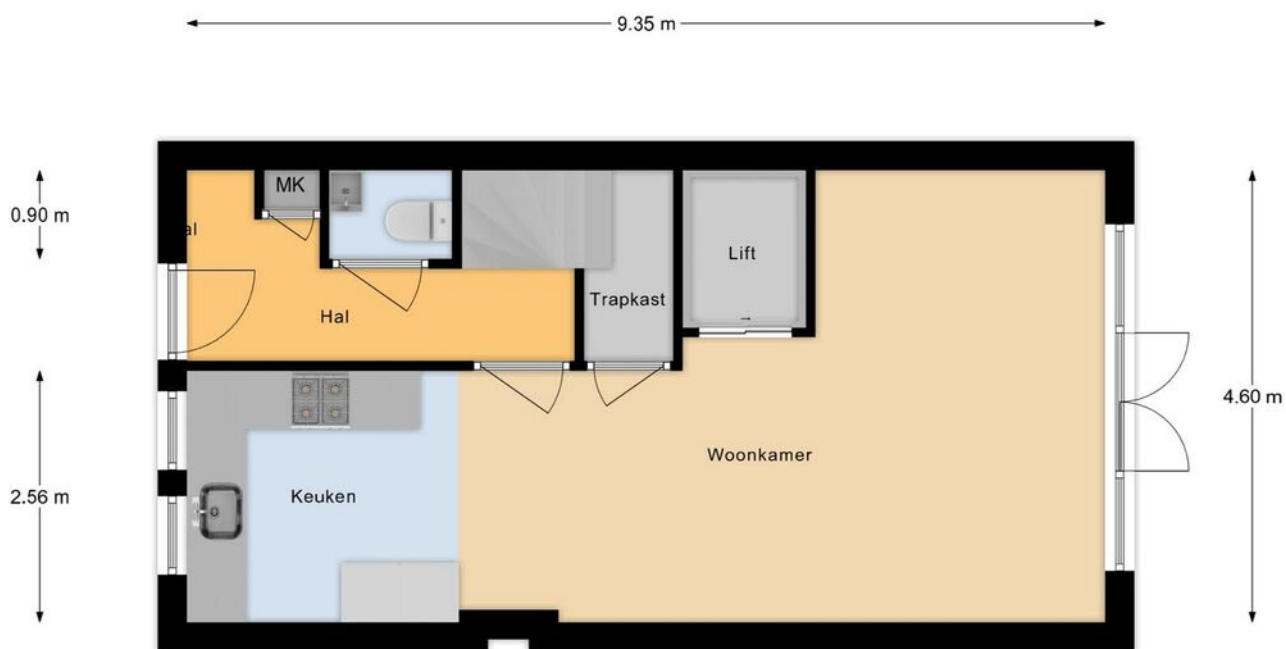 9.35 m
MK
0.90 m
al
Lift
Trapkast
Hal
4.60 m
Woonkamer
2.56 m
Keuken